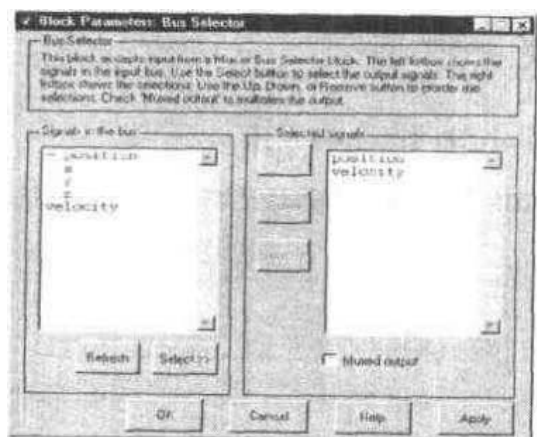 Block Parameters: Bus Selector
Bus Selector
This block accepts input from a Mux or Bus Selector block. The left listbox shows the
signals in the input bus. Use the Select button to select the output signals. The right
listbox shows the selections. Use the Up, Down, or Remove button to reorder the
selections. Check 'Muxed output' to multiplex the output.
Signals in the bus
Selected signals
- position
x
y
z
velocity
position
velocity
Refresh
Select>>
Muxed output
OK
Cancel
Help
Apply